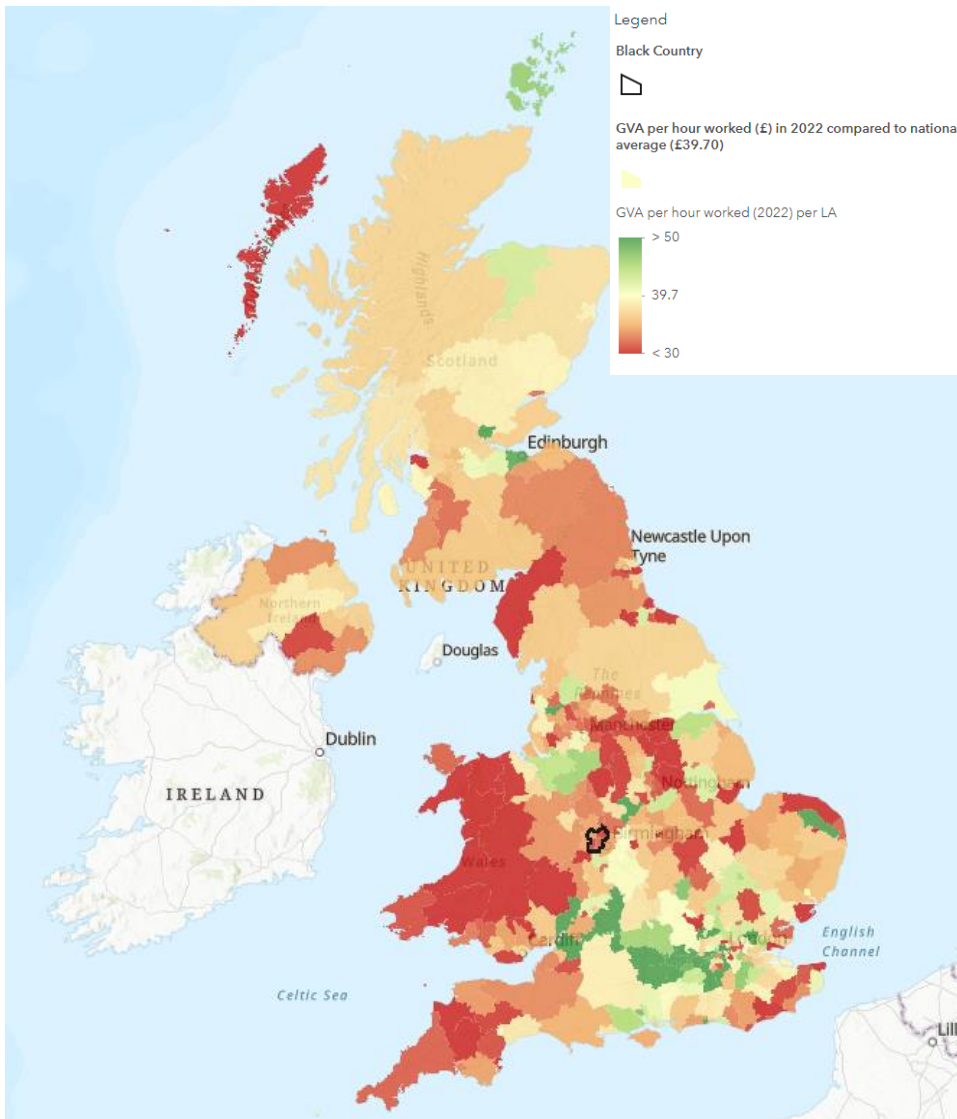 Legend
Black Country
GVA per hour worked (£) in 2022 compared to nationa
average (£39.70)
GVA per hour worked (2022) per LA
> 50
39.7
< 30
Highlands
Scotland
Edinburgh
Newcastle Upon
Tyne
UNITED
KINGDOM
Northern
Ireland
Douglas
The
Pennines
Manchester
Dublin
Nottingham
IRELAND
Birmingham
Wales
Cardiff
London
English
Channel
Celtic Sea
Lill